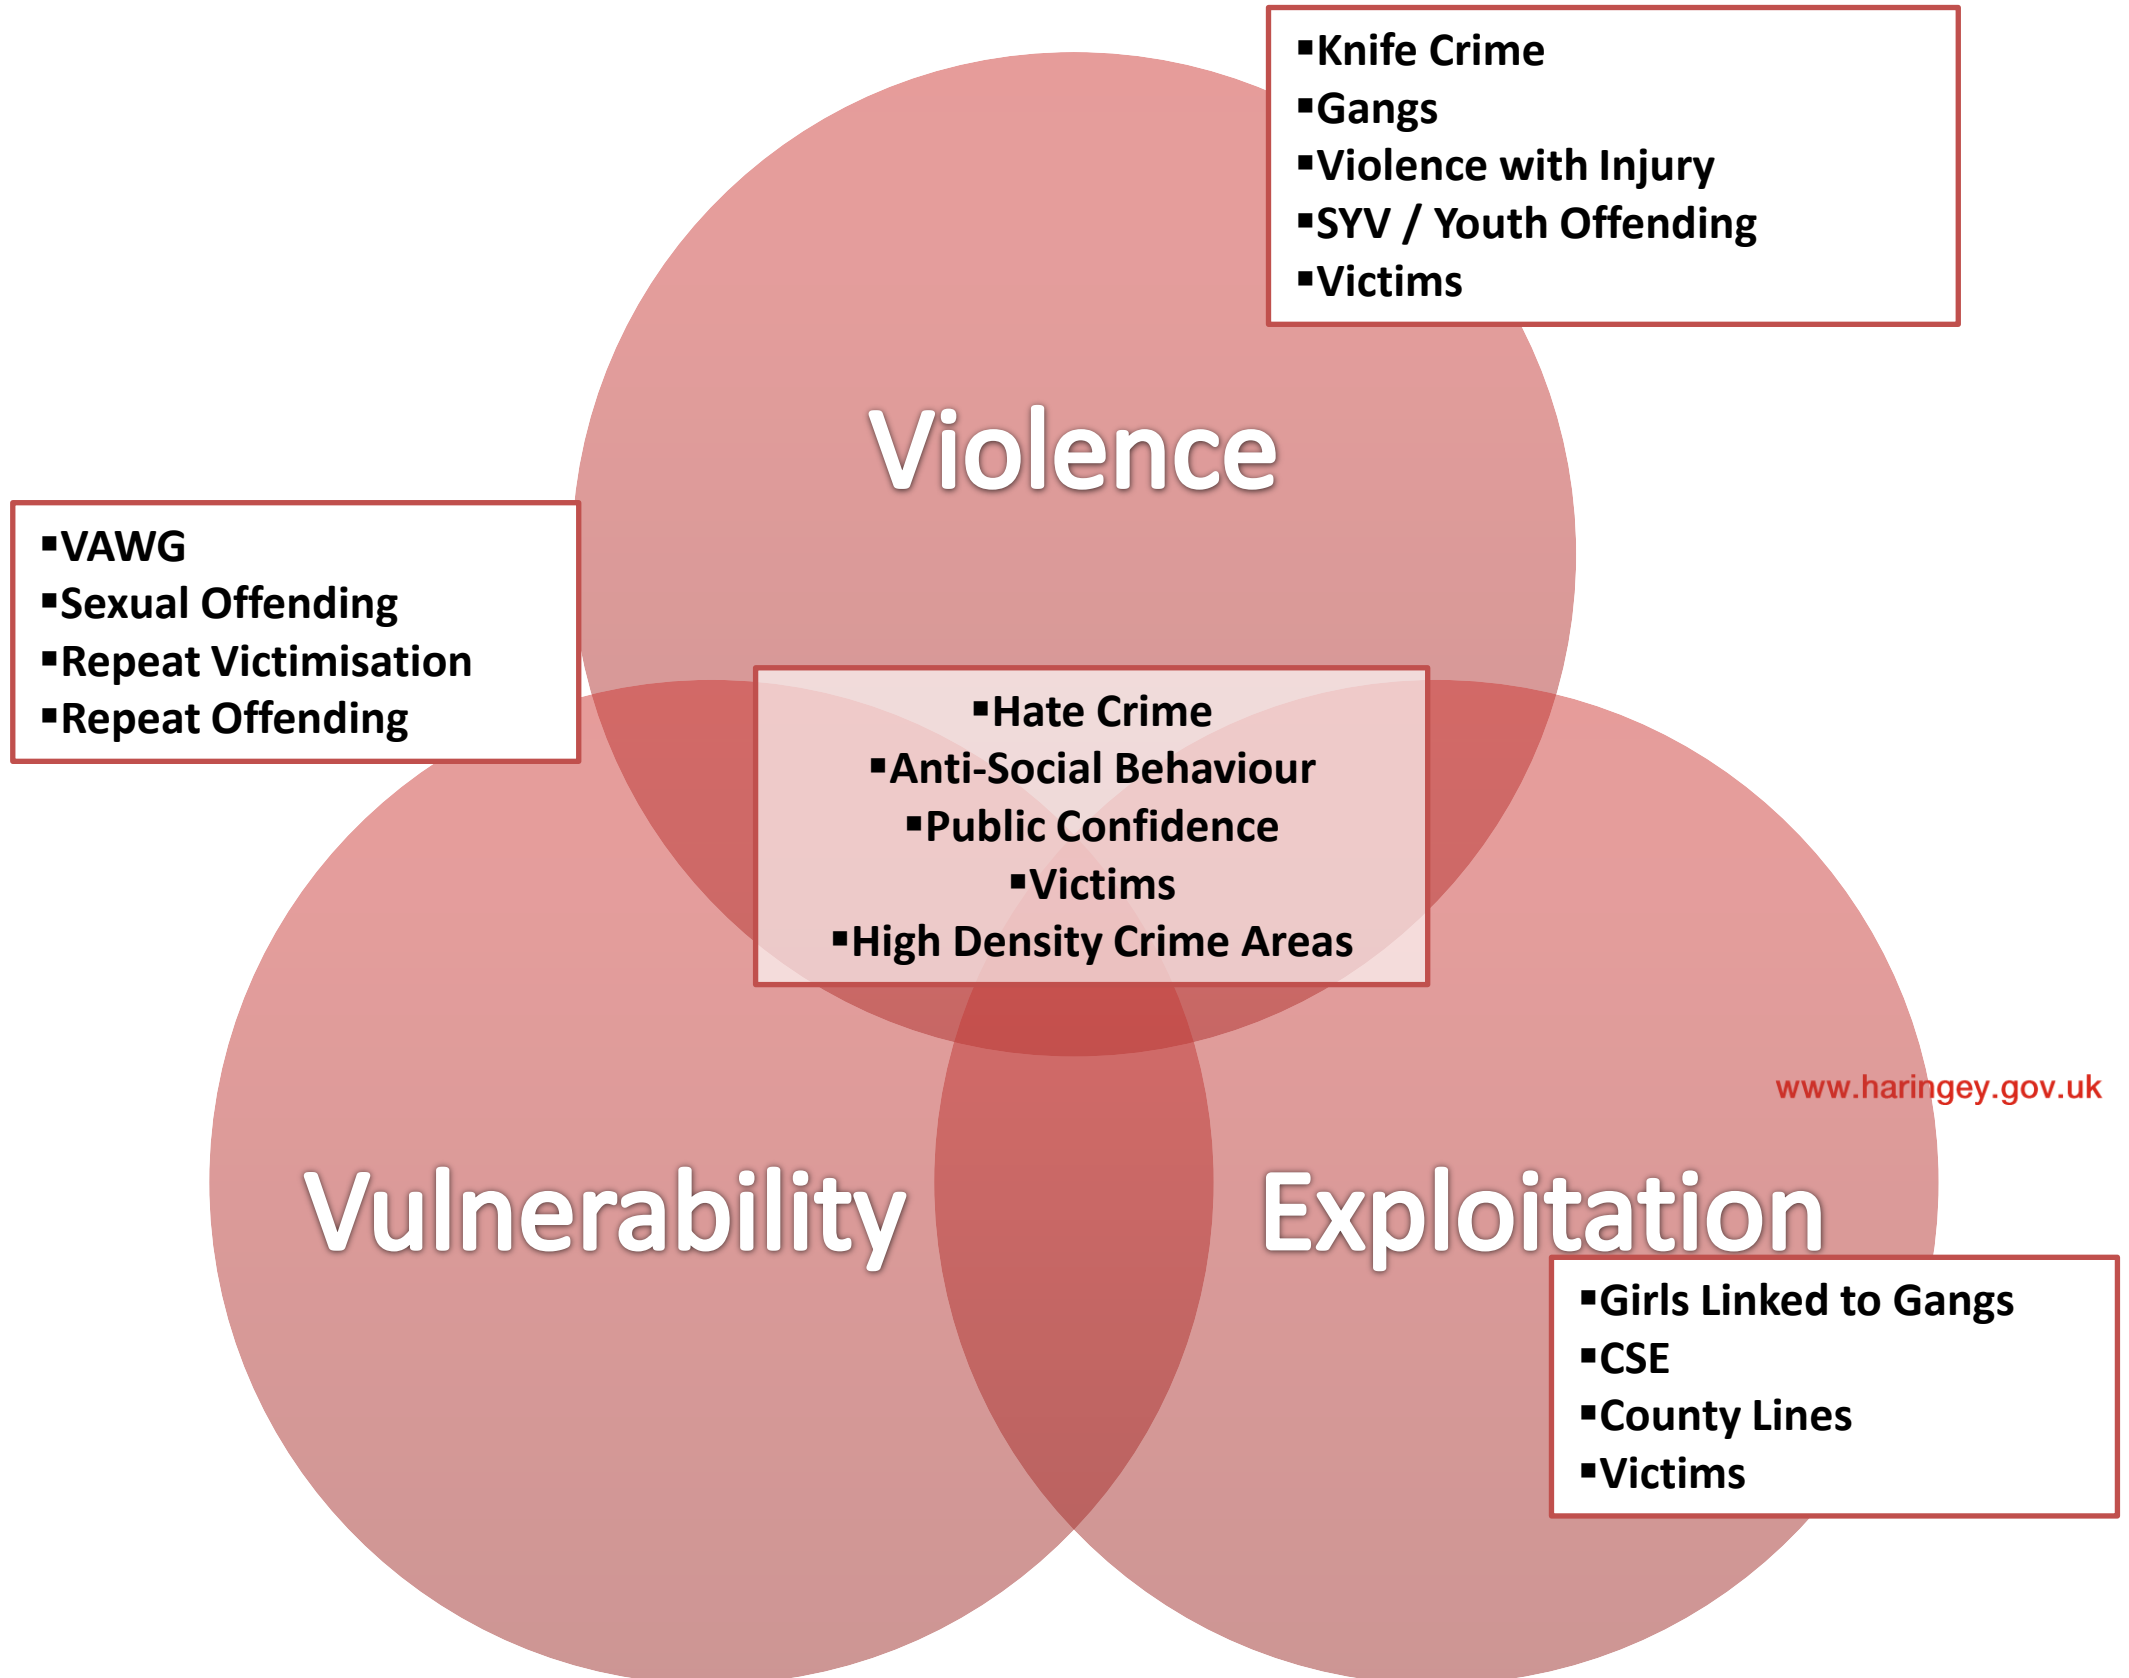 ▪Knife Crime
▪Gangs
▪Violence with Injury
▪SYV / Youth Offending
▪Victims
Violence
▪VAWG
▪Sexual Offending
▪Repeat Victimisation
▪Repeat Offending
▪Hate Crime
▪Anti-Social Behaviour
▪Public Confidence
▪Victims
▪High Density Crime Areas
www.haringey.gov.uk
Vulnerability
Exploitation
▪Girls Linked to Gangs
▪CSE
▪County Lines
▪Victims